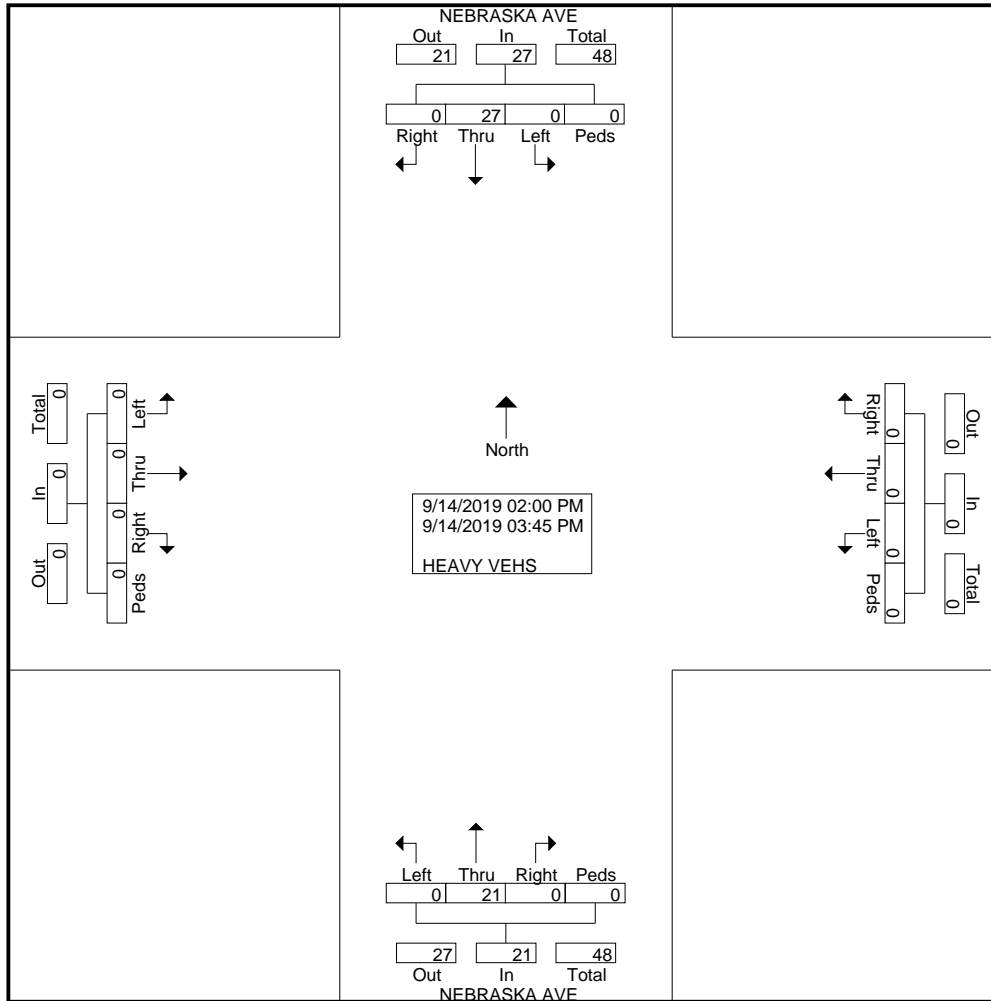 NEBRASKA AVE
Out In Total
21 27 48
0 27 0 0
Right Thru Left Peds
Total In Out
0 0 0
0 0 0 0
Left Thru Right Peds
North
9/14/2019 02:00 PM
9/14/2019 03:45 PM
HEAVY VEHS
Right Thru Left Peds
0 0 0 0
Out In Total
0 0 0
Left Thru Right Peds
0 21 0 0
27 21 48
Out In Total
NEBRASKA AVE